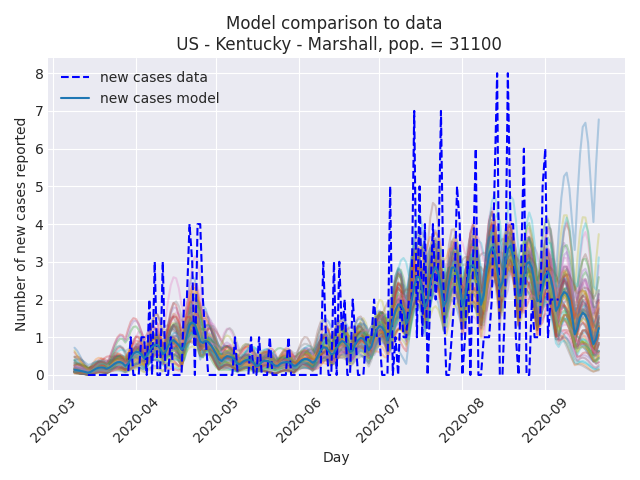 Model comparison to data
US - Kentucky - Marshall, pop. = 31100
new cases data
new cases model
Number of new cases reported
8
7
6
5
4
3
2
1
0
2020-03
2020-04
2020-05
2020-06
2020-07
2020-08
2020-09
Day